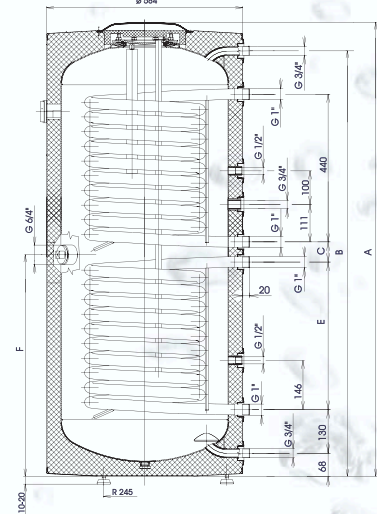 G 3/4"
G 1"
440
G 1/2"
G 3/4"
100
111
G 1"
C
B
A
G 6/4"
G 1"
20
F
E
G 1/2"
G 1"
146
130
G 3/4"
68
R 245
10-20